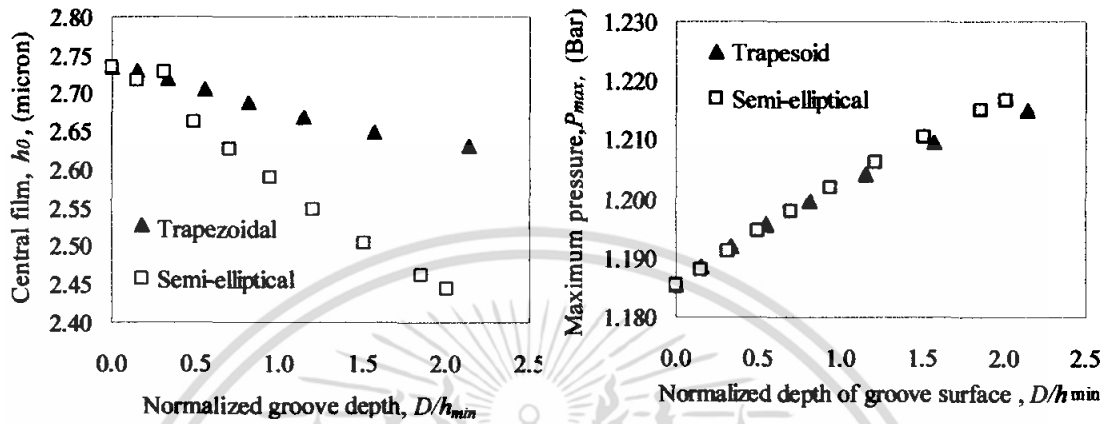 2.80
2.75
2.70
2.65
2.60
2.55
2.50
2.45
2.40
Central film, h0, (micron)
Trapezoidal
Semi-elliptical
0.0 0.5 1.0 1.5 2.0 2.5
Normalized groove depth, D/hmin
1.230
1.220
1.210
1.200
1.190
1.180
Maximum pressure,Pmax, (Bar)
Trapesoid
Semi-elliptical
0.0 0.5 1.0 1.5 2.0 2.5
Normalized depth of groove surface , D/hmin